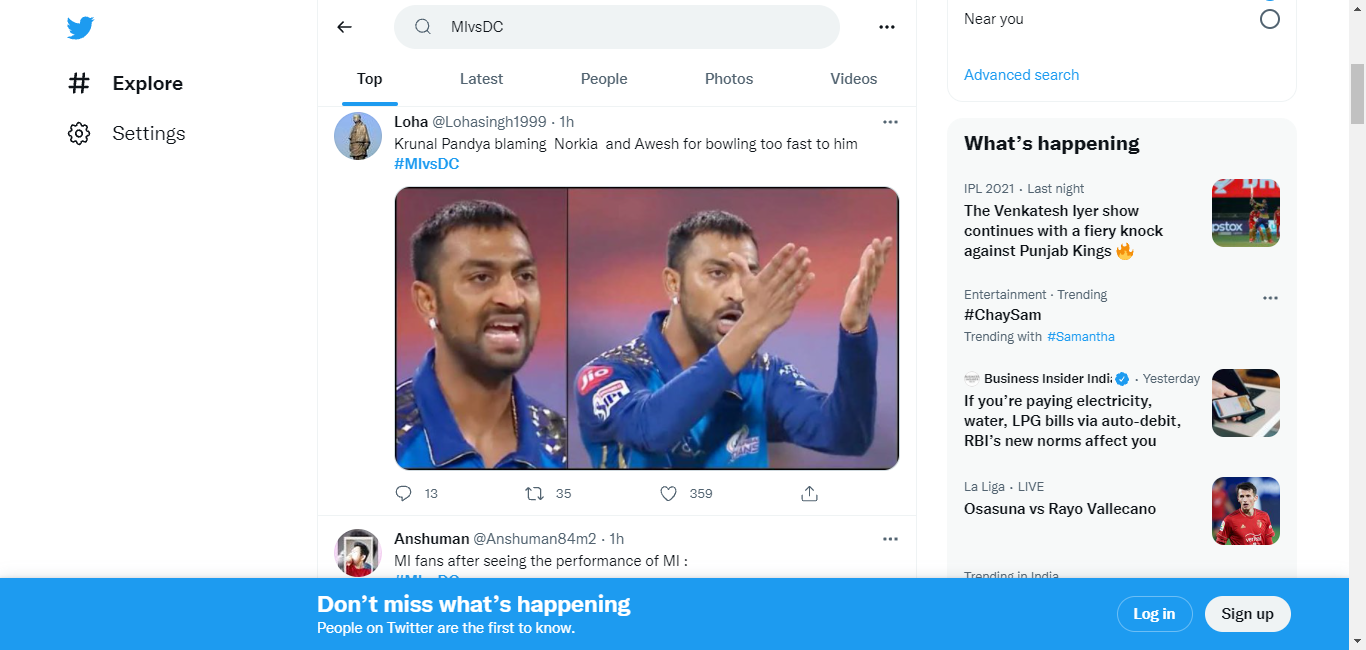 MIvsDC
Near you
Advanced search
Explore
Settings
Top
Latest
People
Photos
Videos
Loha @Lohasingh1999 · 1h
Krunal Pandya blaming  Norkia  and Awesh for bowling too fast to him
#MIvsDC
Jio
13
35
359
Anshuman @Anshuman84m2 · 1h
MI fans after seeing the performance of MI :
What's happening
IPL 2021 · Last night
The Venkatesh Iyer show
continues with a fiery knock
against Punjab Kings 🔥
Entertainment · Trending
#ChaySam
Trending with #Samantha
Business Insider Indi · Yesterday
If you're paying electricity,
water, LPG bills via auto-debit,
RBI's new norms affect you
La Liga · LIVE
Osasuna vs Rayo Vallecano
Trending in India
Don't miss what's happening
People on Twitter are the first to know.
Log in
Sign up